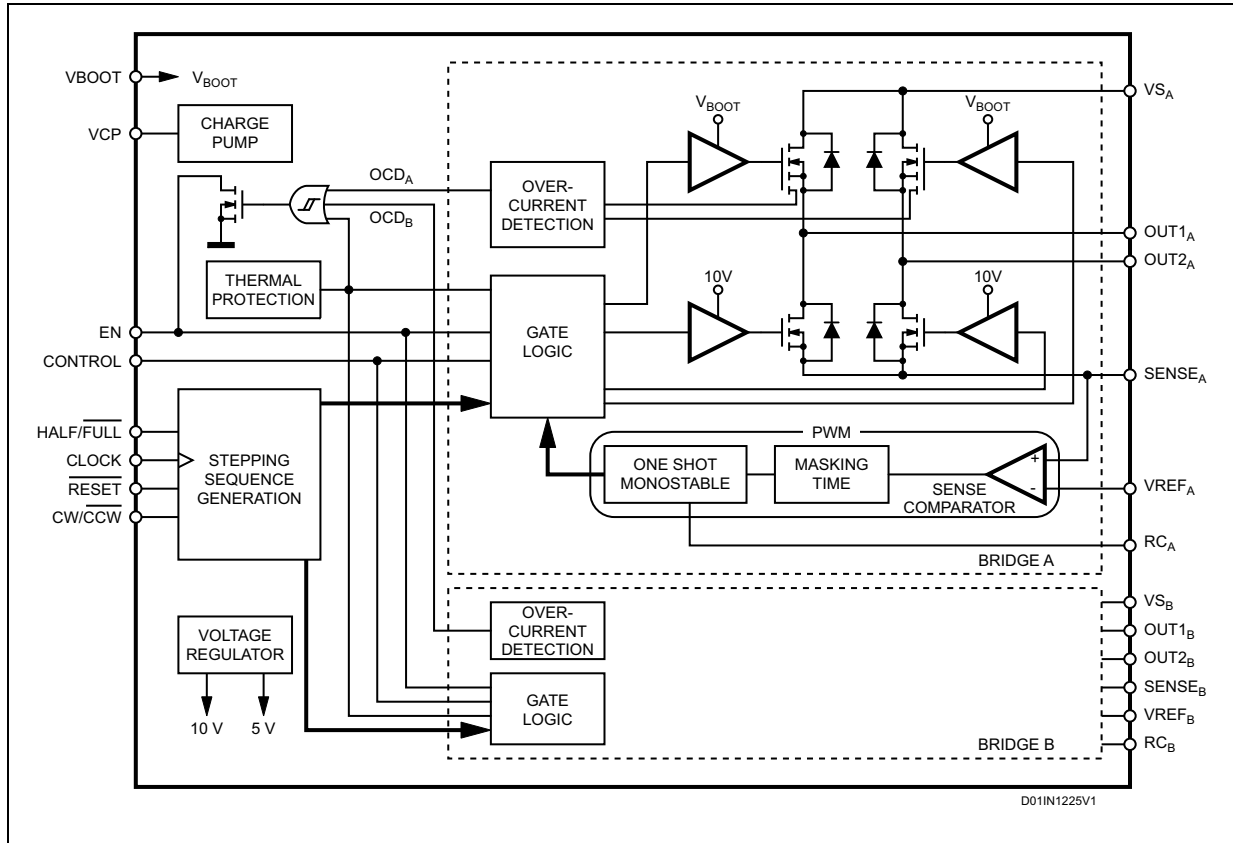 VBOOT
VBOOT
VCP
CHARGE
PUMP
OCDA
OCDB
THERMAL
PROTECTION
EN
CONTROL
HALF/FULL
CLOCK
RESET
CW/CCW
STEPPING
SEQUENCE
GENERATION
VOLTAGE
REGULATOR
10 V
5 V
OVER-
CURRENT
DETECTION
GATE
LOGIC
VBOOT
VBOOT
10V
10V
PWM
ONE SHOT
MONOSTABLE
MASKING
TIME
+
-
SENSE
COMPARATOR
BRIDGE A
OVER-
CURRENT
DETECTION
GATE
LOGIC
BRIDGE B
VSA
OUT1A
OUT2A
SENSEA
VREFA
RCA
VSB
OUT1B
OUT2B
SENSEB
VREFB
RCB
D01IN1225V1